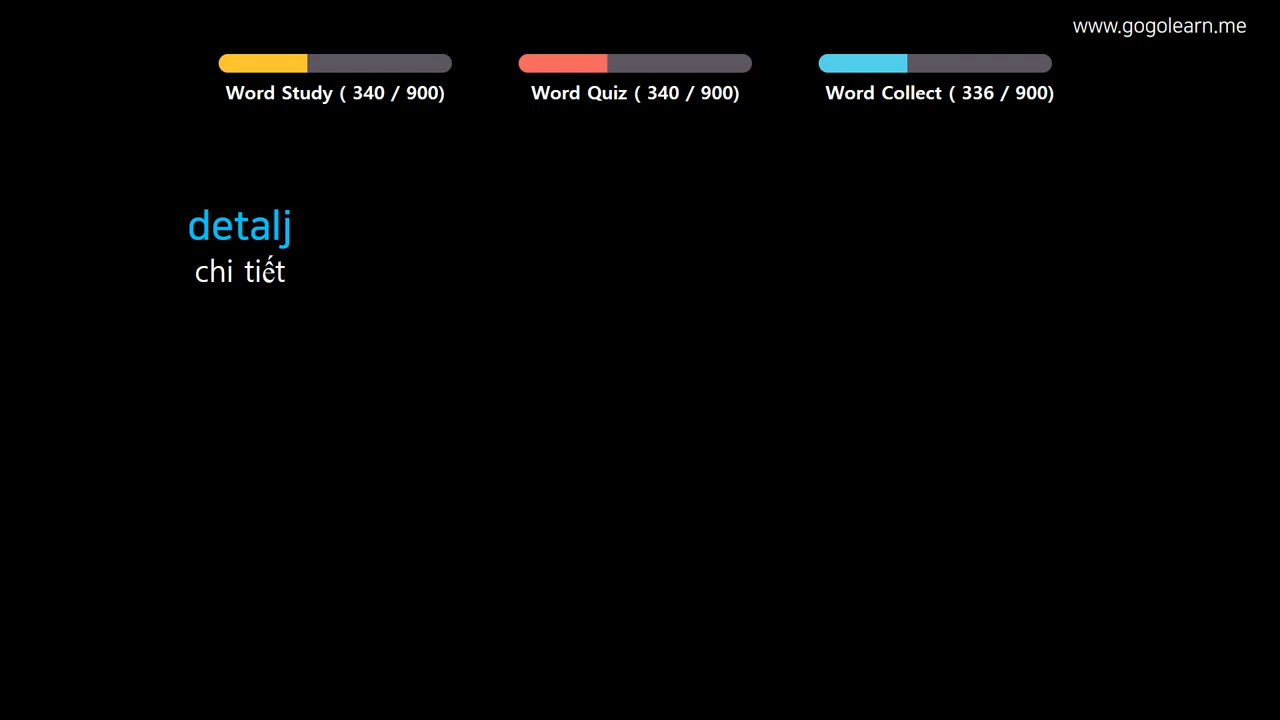 www.gogolearn.me
Word Study ( 340 / 900)
Word Quiz ( 340 / 900)
Word Collect ( 336 / 900)
detalj
chi tiết